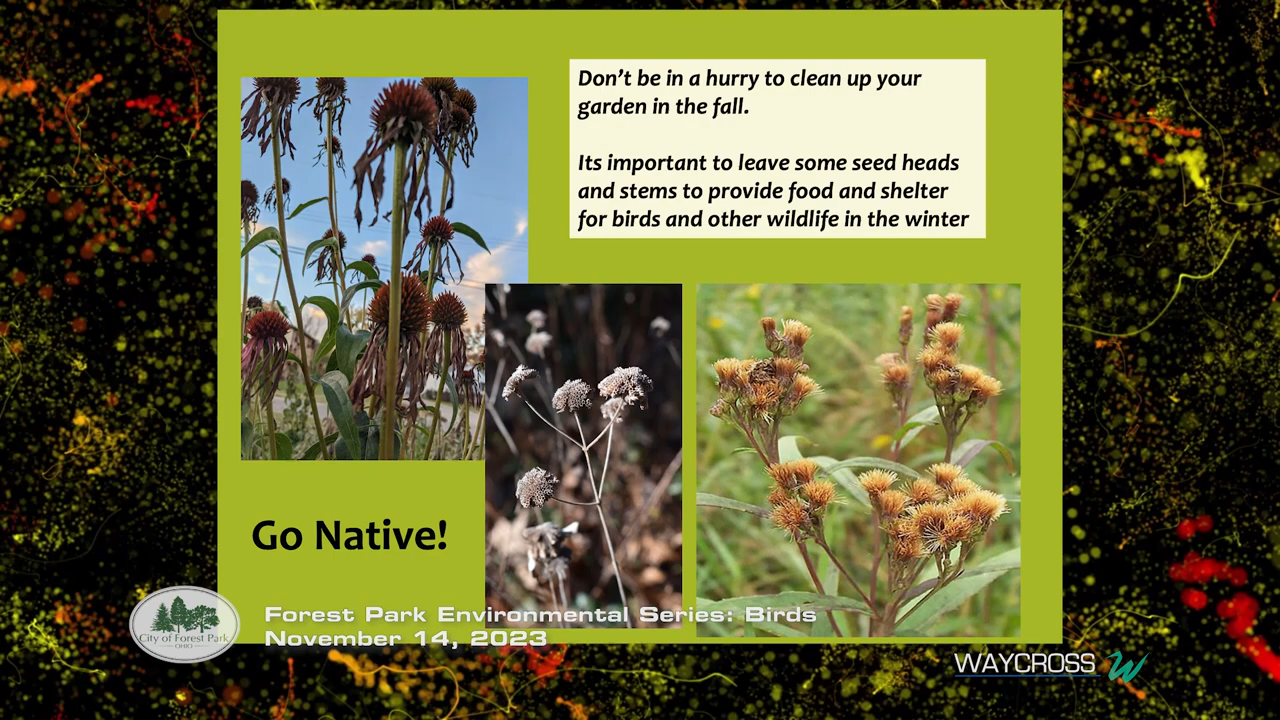 Don't be in a hurry to clean up your
garden in the fall.
Its important to leave some seed heads
and stems to provide food and shelter
for birds and other wildlife in the winter
Go Native!
City of Forest Park
OHIO
Forest Park Environmental Series: Birds
November 14, 2023
WAYCROSS W